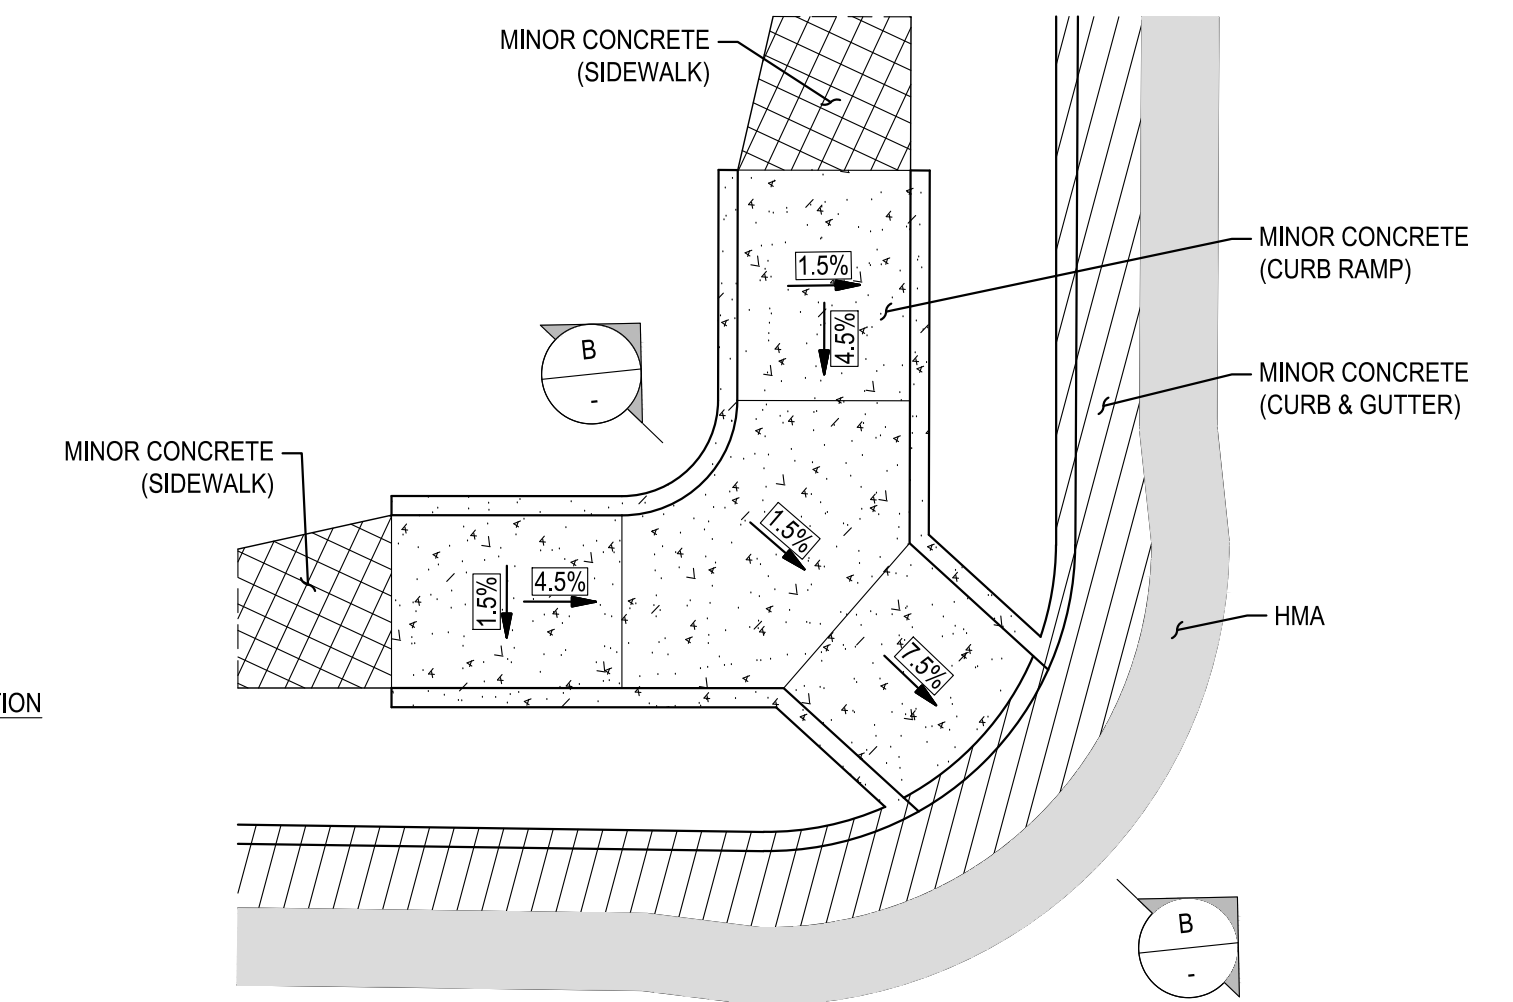 MINOR CONCRETE
(SIDEWALK)
MINOR CONCRETE
(CURB RAMP)
1.5%
4.5%
B
-
MINOR CONCRETE
(CURB & GUTTER)
MINOR CONCRETE
(SIDEWALK)
1.5%
4.5%
1.5%
HMA
7.5%
B
-